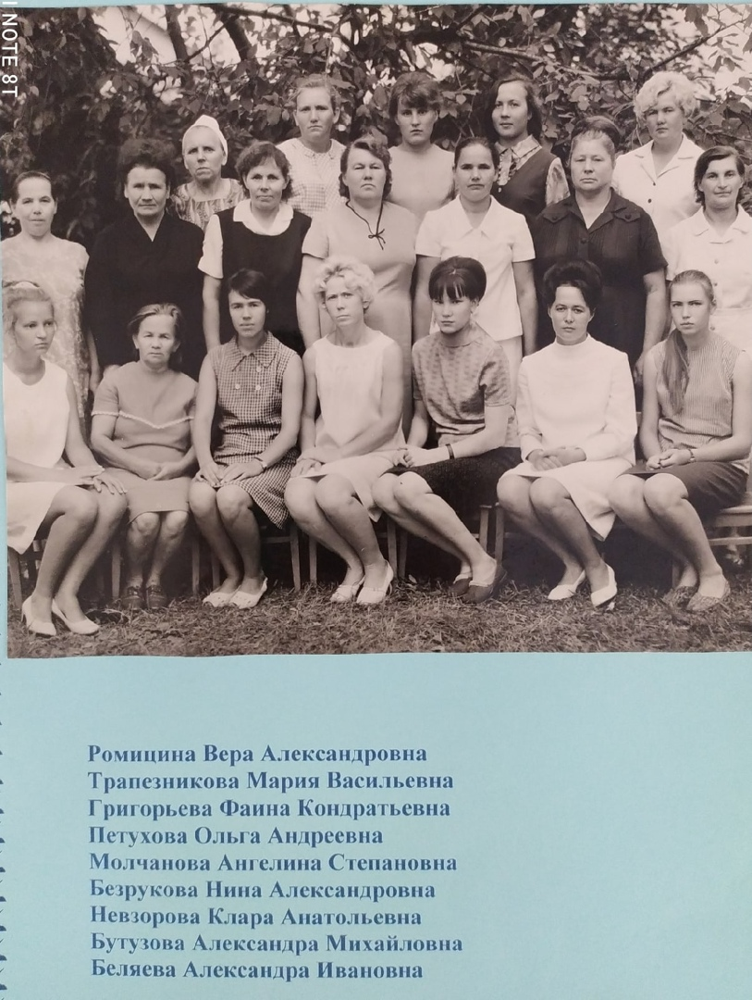 NOTE 8T
Ромицина Вера Александровна
Трапезникова Мария Васильевна
Григорьева Фаина Кондратьевна
Петухова Ольга Андреевна
Молчанова Ангелина Степановна
Безрукова Нина Александровна
Невзорова Клара Анатольевна
Бутузова Александра Михайловна
Беляева Александра Ивановна